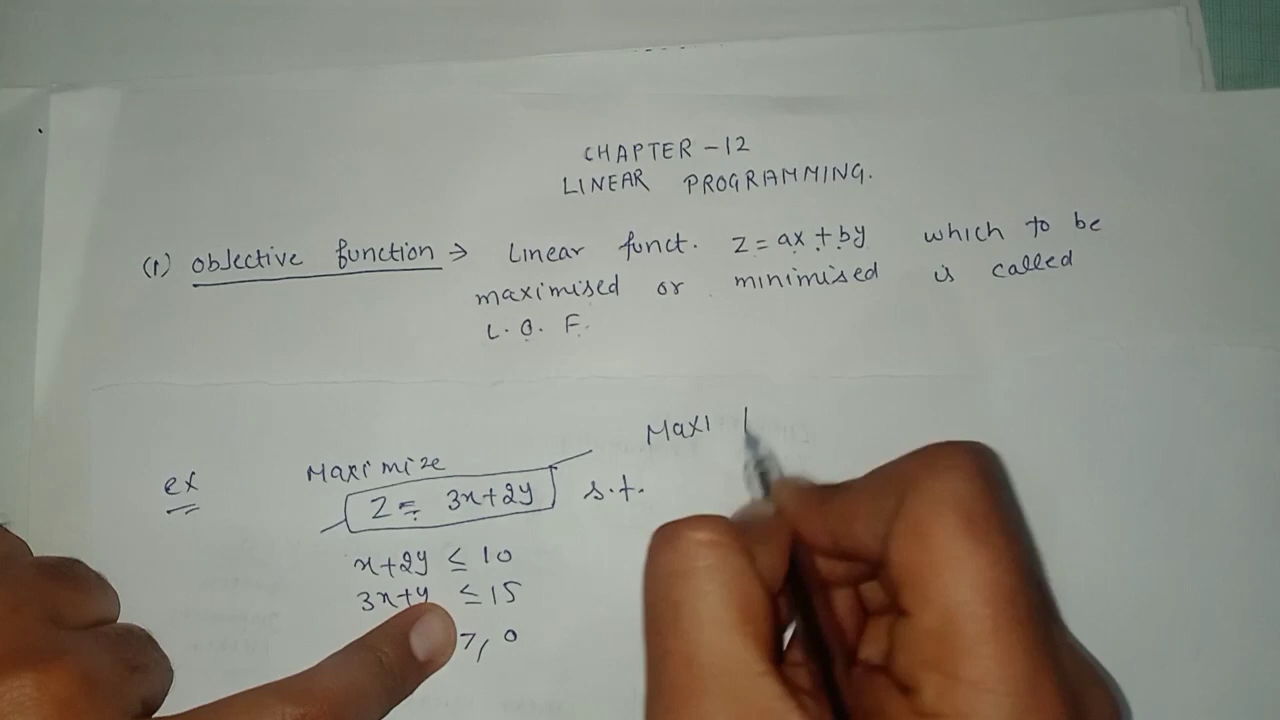 CHAPTER - 12
LINEAR PROGRAMMING.
(1) Objective function → Linear funct. Z = ax + by which to be
maximised or minimised is called
L. O. F.
Maxi
ex Maximize
Z = 3x+2y s.t.
x+2y ≤ 10
3x+y ≤ 15
≥ 0